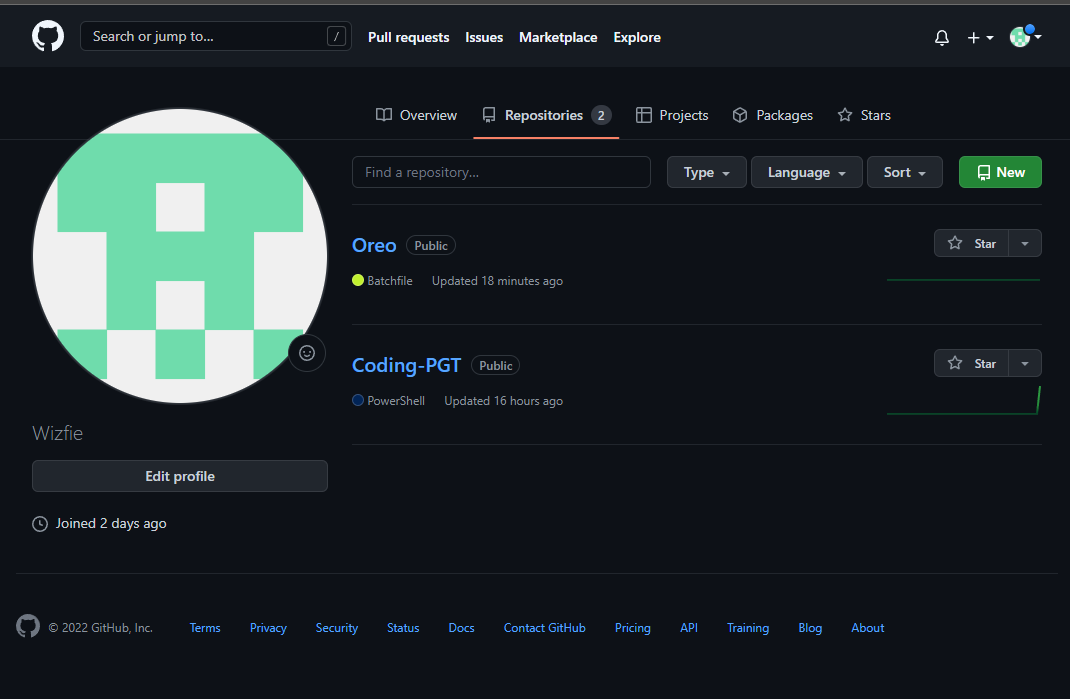 Search or jump to... / Pull requests Issues Marketplace Explore
Overview Repositories 2 Projects Packages Stars
Find a repository... Type Language Sort New
Oreo Public Star
Batchfile Updated 18 minutes ago
Coding-PGT Public Star
PowerShell Updated 16 hours ago
Wizfie
Edit profile
Joined 2 days ago
© 2022 GitHub, Inc. Terms Privacy Security Status Docs Contact GitHub Pricing API Training Blog About